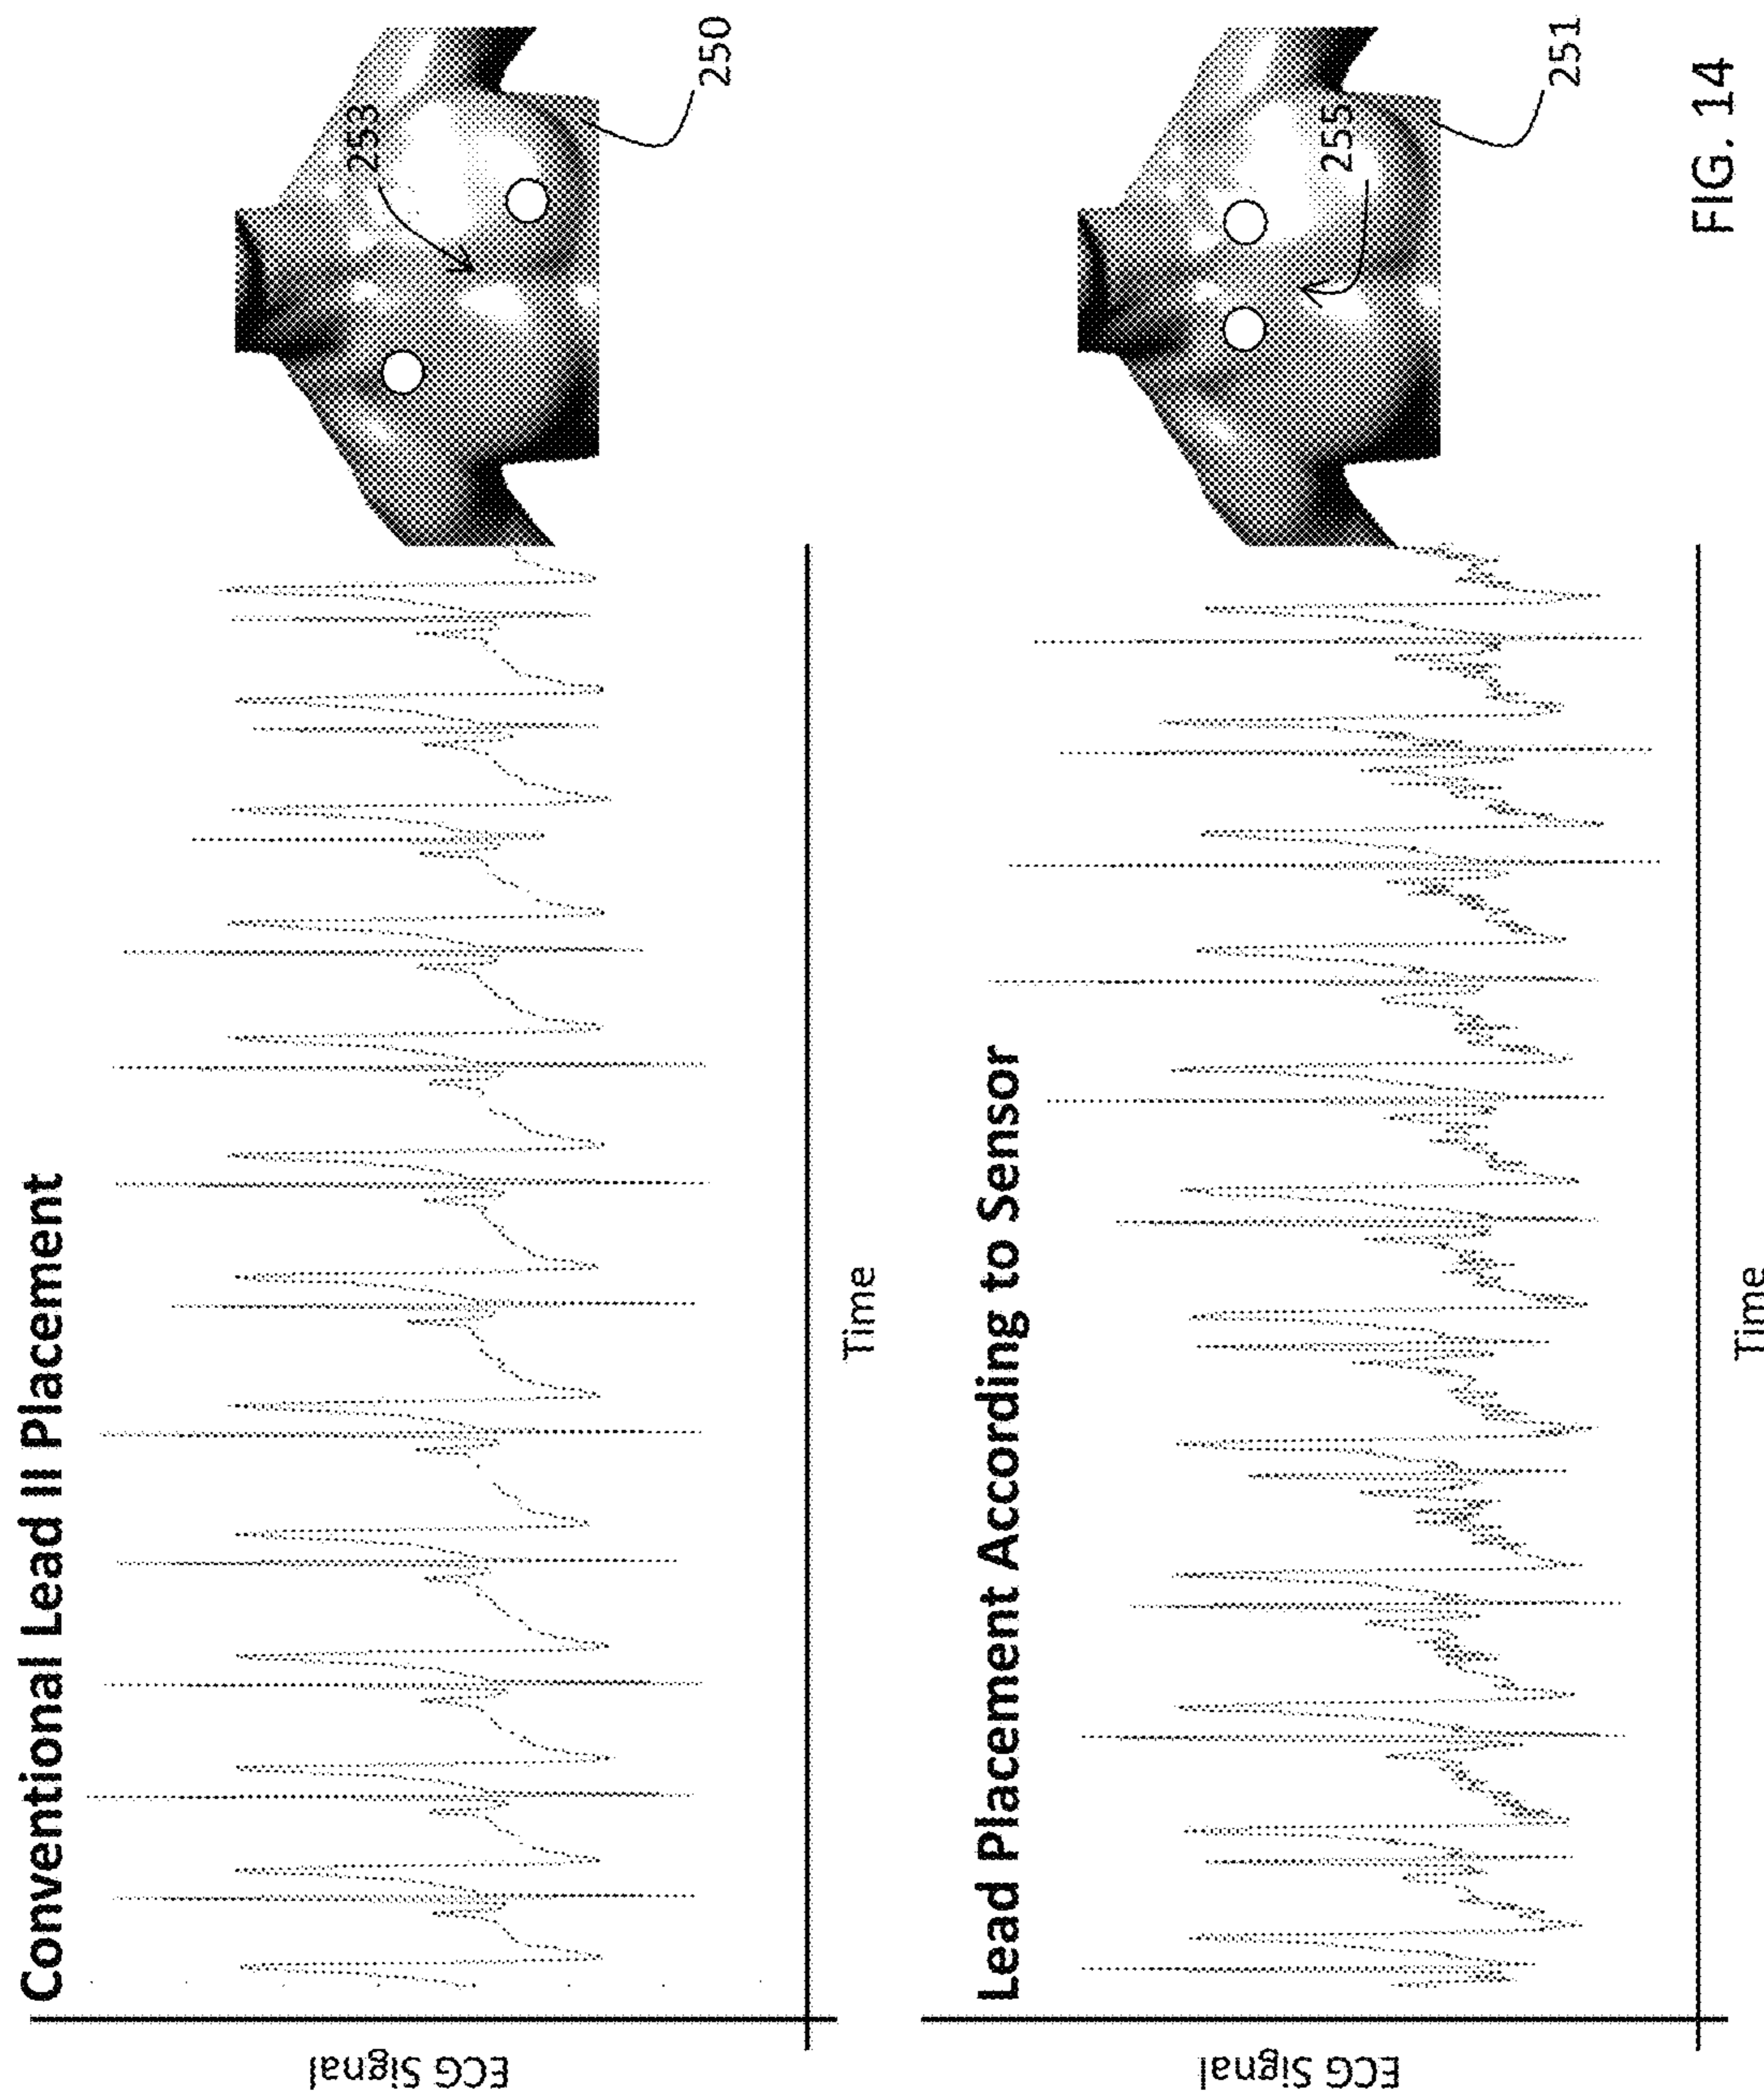 Conventional Lead III Placement
ECG Signal
253
250
Time
Lead Placement According to Sensor
ECG Signal
255
251
Time
FIG. 14